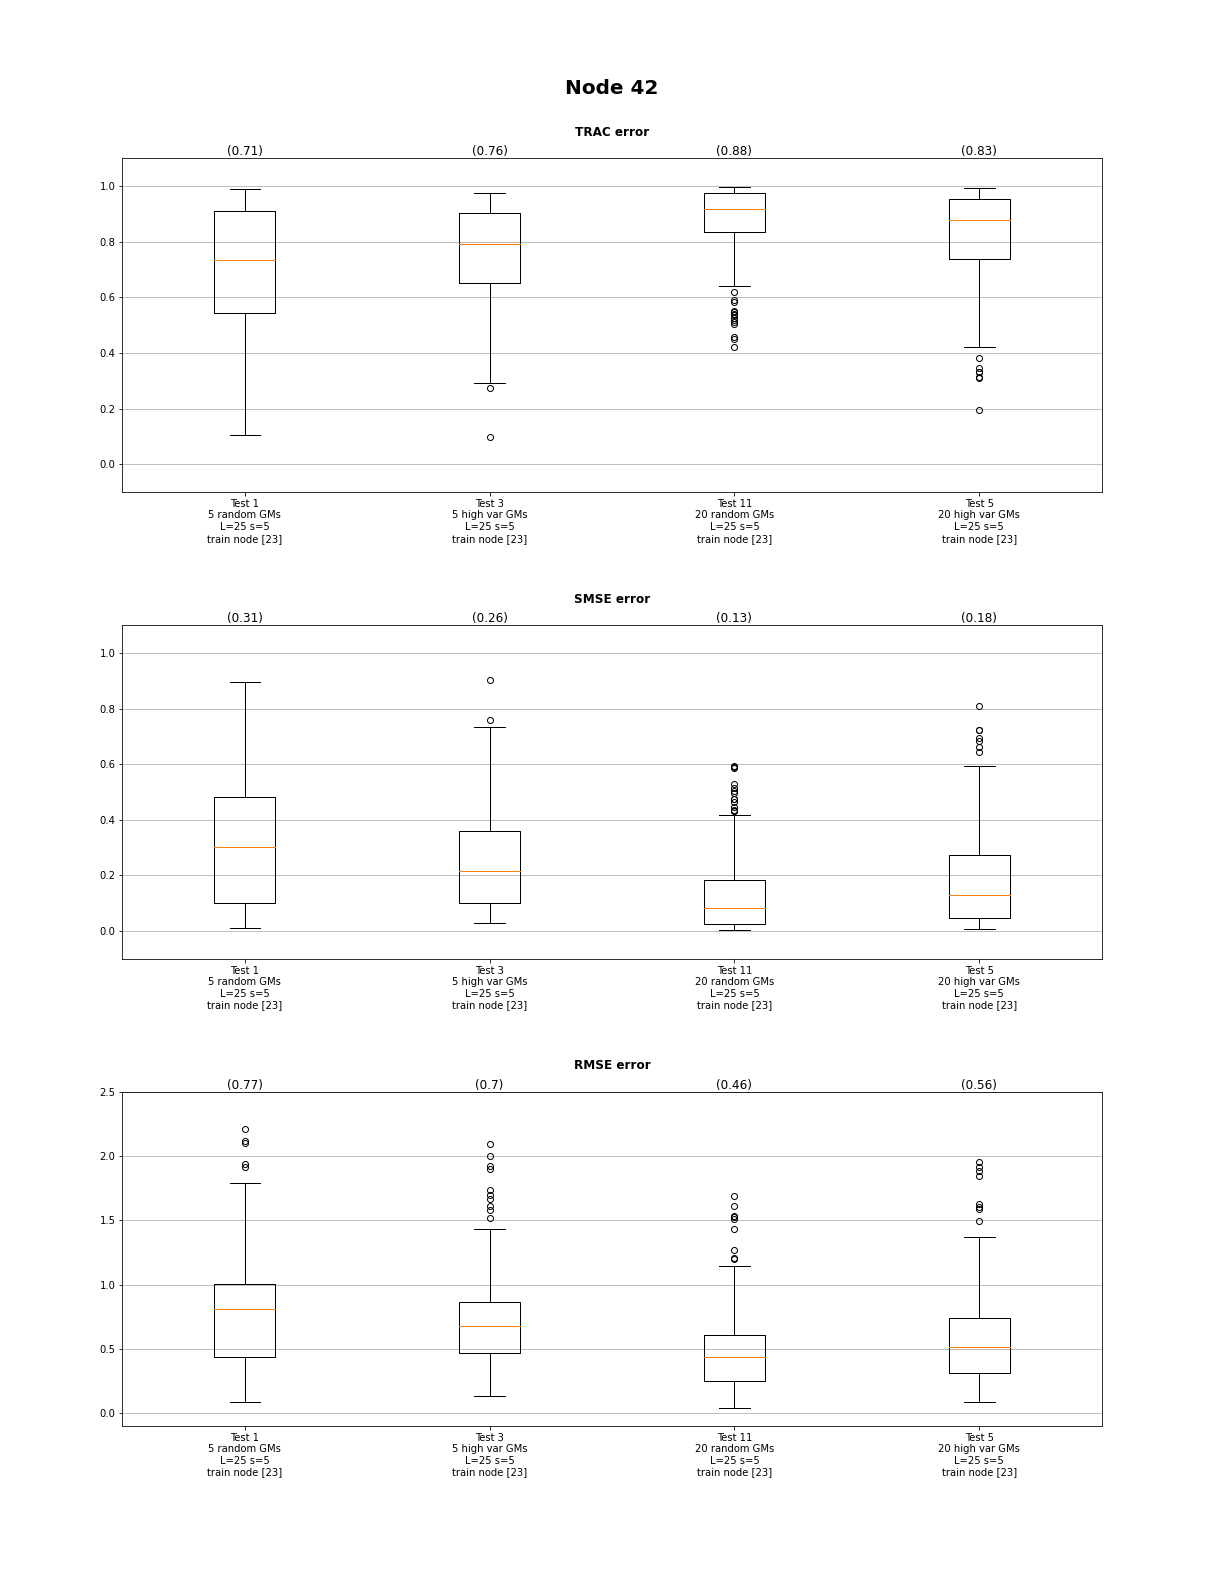 Node 42
TRAC error
(0.71) (0.76) (0.88) (0.83)
1.0
0.8
0.6
0.4
0.2
0.0
Test 1 Test 3 Test 11 Test 5
5 random GMs 5 high var GMs 20 random GMs 20 high var GMs
L=25 s=5 L=25 s=5 L=25 s=5 L=25 s=5
train node [23] train node [23] train node [23] train node [23]
SMSE error
(0.31) (0.26) (0.13) (0.18)
1.0
0.8
0.6
0.4
0.2
0.0
Test 1 Test 3 Test 11 Test 5
5 random GMs 5 high var GMs 20 random GMs 20 high var GMs
L=25 s=5 L=25 s=5 L=25 s=5 L=25 s=5
train node [23] train node [23] train node [23] train node [23]
RMSE error
(0.77) (0.7) (0.46) (0.56)
2.5
2.0
1.5
1.0
0.5
0.0
Test 1 Test 3 Test 11 Test 5
5 random GMs 5 high var GMs 20 random GMs 20 high var GMs
L=25 s=5 L=25 s=5 L=25 s=5 L=25 s=5
train node [23] train node [23] train node [23] train node [23]